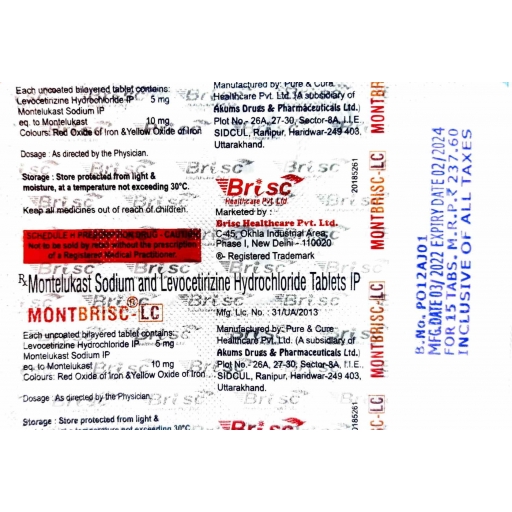 Each uncoated bilayered tablet contains:
Levocetirizine Hydrochloride IP 5 mg
Montelukast Sodium IP
eq. to Montelukast 10 mg
Colours: Red Oxide of Iron & Yellow Oxide of Iron
Dosage : As directed by the Physician.
Storage : Store protected from light &
moisture, at a temperature not exceeding 30°C.
Keep all medicines out of reach of children.
SCHEDULE H PRESCRIPTION DRUG - CAUTION
Not to be sold by retail without the prescription
of a Registered Medical Practitioner.
Manufactured by: Pure & Cure
Healthcare Pvt. Ltd. (A subsidiary of
Akums Drugs & Pharmaceuticals Ltd.)
Plot No.- 26A, 27-30, Sector-8A, I.I.E.,
SIDCUL, Ranipur, Haridwar-249 403,
Uttarakhand.
Brisc
Healthcare Pvt. Ltd.
Marketed by :
Brisc Healthcare Pvt. Ltd.
C-45, Okhla Industrial Area,
Phase I, New Delhi - 110020
®- Registered Trademark
20185261
Rx Montelukast Sodium and Levocetirizine Hydrochloride Tablets IP
MONTBRISC-LC®
Mfg. Lic. No. : 31/UA/2013
Each uncoated bilayered tablet contains:
Levocetirizine Hydrochloride IP 5 mg
Montelukast Sodium IP
eq. to Montelukast 10 mg
Colours: Red Oxide of Iron & Yellow Oxide of Iron
Dosage : As directed by the Physician.
Storage : Store protected from light &
moisture, at a temperature not exceeding 30°C.
Manufactured by: Pure & Cure
Healthcare Pvt. Ltd. (A subsidiary of
Akums Drugs & Pharmaceuticals Ltd.)
Plot No.- 26A, 27-30, Sector-8A, I.I.E.,
SIDCUL, Ranipur, Haridwar-249 403,
Uttarakhand.
Brisc
20185261
MONTBRISC-LC
MONTBRISC-LC
C-LC
B.No. PO12AJ01
MFG.DATE 03/2022 EXPIRY DATE 02/2024
FOR 15 TABS. M.R.P.₹ 237.60
INCLUSIVE OF ALL TAXES